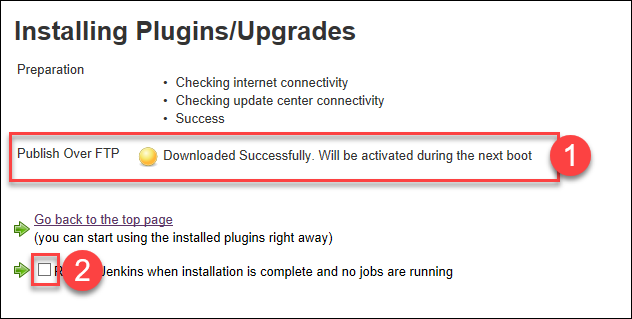 Installing Plugins/Upgrades
Preparation
• Checking internet connectivity
• Checking update center connectivity
• Success
Publish Over FTP Downloaded Successfully. Will be activated during the next boot 1
Go back to the top page
(you can start using the installed plugins right away)
2 Jenkins when installation is complete and no jobs are running